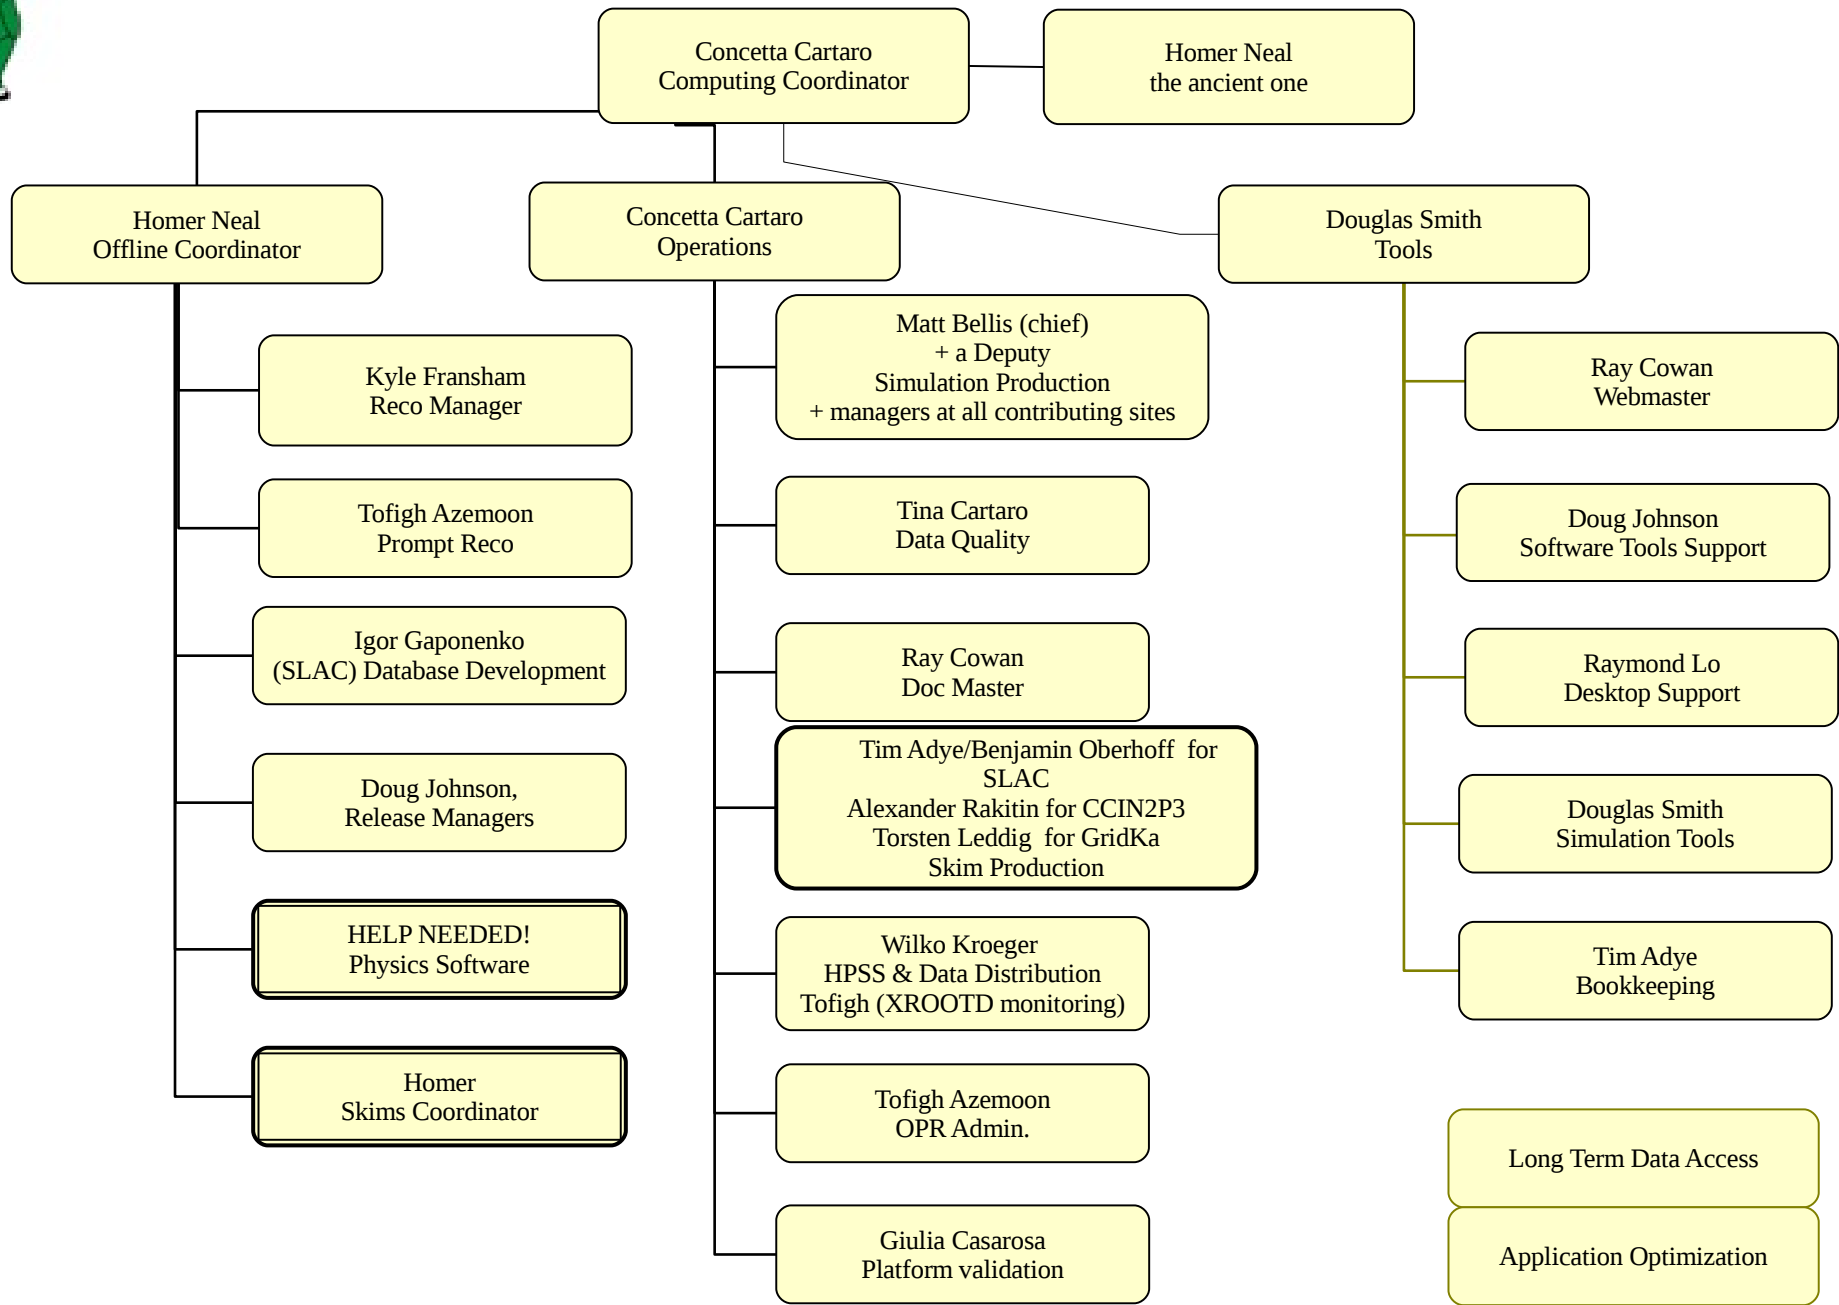 Concetta Cartaro
Computing Coordinator
Homer Neal
the ancient one
Homer Neal
Offline Coordinator
Concetta Cartaro
Operations
Douglas Smith
Tools
Kyle Fransham
Reco Manager
Tofigh Azemoon
Prompt Reco
Igor Gaponenko
(SLAC) Database Development
Doug Johnson,
Release Managers
HELP NEEDED!
Physics Software
Homer
Skims Coordinator
Matt Bellis (chief)
+ a Deputy
Simulation Production
+ managers at all contributing sites
Tina Cartaro
Data Quality
Ray Cowan
Doc Master
Tim Adye/Benjamin Oberhoff for
SLAC
Alexander Rakitin for CCIN2P3
Torsten Leddig for GridKa
Skim Production
Wilko Kroeger
HPSS & Data Distribution
Tofigh (XROOTD monitoring)
Tofigh Azemoon
OPR Admin.
Giulia Casarosa
Platform validation
Ray Cowan
Webmaster
Doug Johnson
Software Tools Support
Raymond Lo
Desktop Support
Douglas Smith
Simulation Tools
Tim Adye
Bookkeeping
Long Term Data Access
Application Optimization